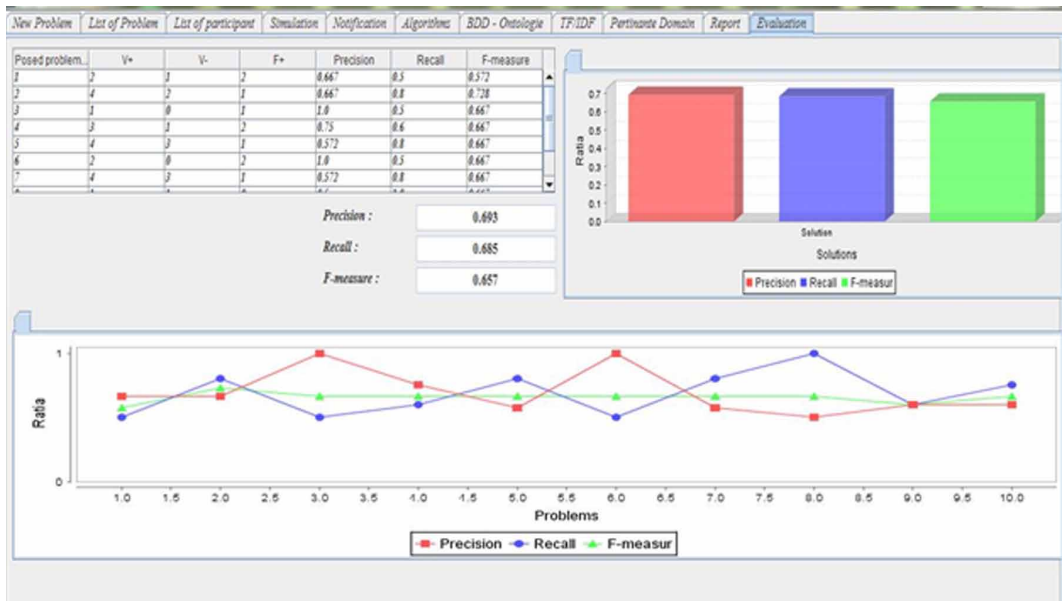 New Problem List of Problem List of participant Simulation Notification Algorithms BDD - Ontologie TF/IDF Pertinante Domain Report Evaluation
Posed problem... V+ V- F+ Precision Recall F-measure
1 2 1 2 0.667 0.5 0.572
2 4 2 1 0.667 0.8 0.728
3 1 0 1 1.0 0.5 0.667
4 3 1 2 0.75 0.6 0.667
5 4 3 1 0.572 0.8 0.667
6 2 0 2 1.0 0.5 0.667
7 4 3 1 0.572 0.8 0.667
Precision : 0.693
Recall : 0.685
F-measure : 0.657
Ratia
0.7
0.6
0.5
0.4
0.3
0.2
0.1
0.0
Solution
Solutions
Precision Recall F-measur
Ratia
1
0
1.0 1.5 2.0 2.5 3.0 3.5 4.0 4.5 5.0 5.5 6.0 6.5 7.0 7.5 8.0 8.5 9.0 9.5 10.0
Problems
Precision Recall F-measur